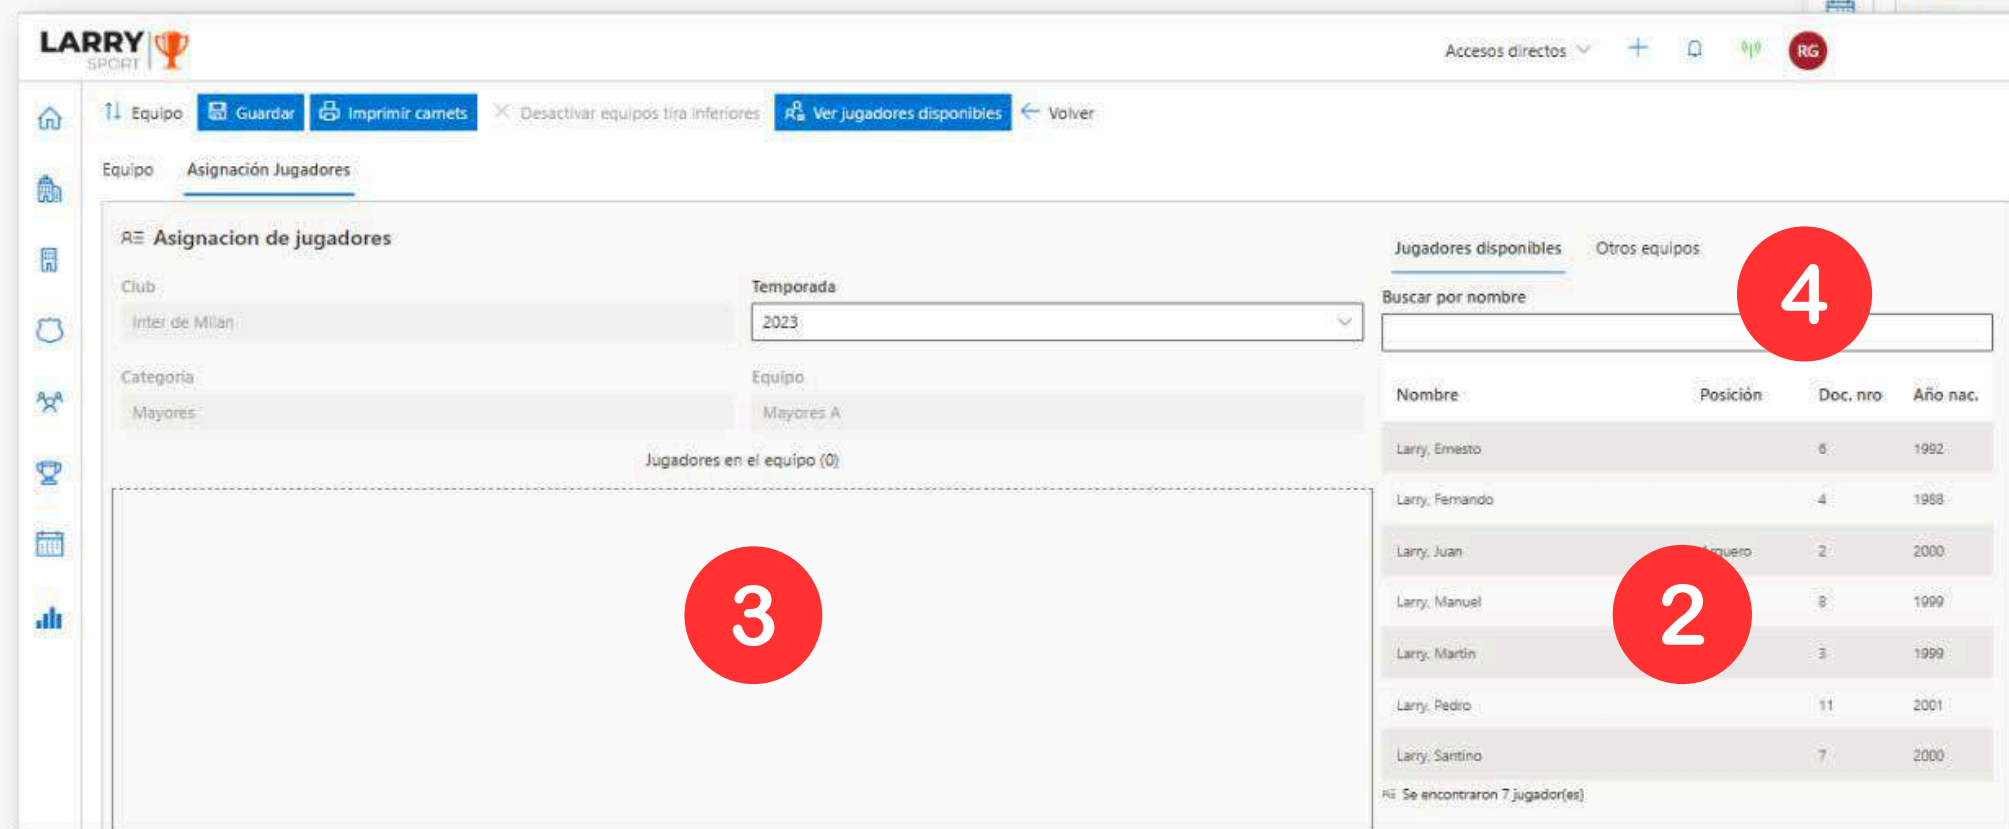 LARRY
SPORT
Accesos directos
RG
Equipo
Guardar
Imprimir carnets
Desactivar equipos tira inferiores
Ver jugadores disponibles
Volver
Equipo
Asignación Jugadores
Asignacion de jugadores
Club
Inter de Milan
Temporada
2023
Categoria
Mayores
Equipo
Mayores A
Jugadores en el equipo (0)
3
Jugadores disponibles
Otros equipos
4
Buscar por nombre
Nombre Posición Doc. nro Año nac.
Larry, Ernesto 6 1992
Larry, Fernando 4 1988
Larry, Juan 2 2000
Larry, Manuel 8 1999
2
Larry, Martin 3 1999
Larry, Pedro 11 2001
Larry, Santino 7 2000
Se encontraron 7 jugador(es)